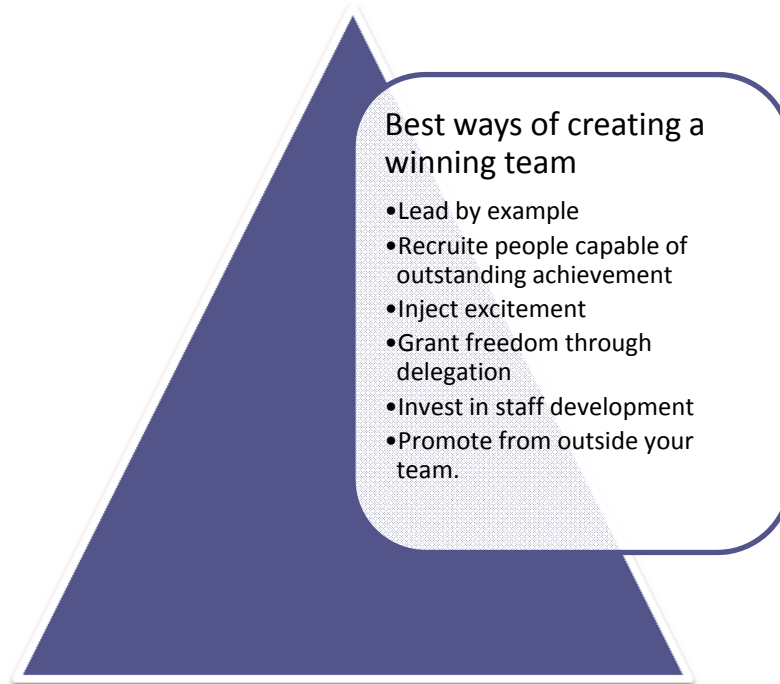 Best ways of creating a
winning team
•Lead by example
•Recruite people capable of
outstanding achievement
•Inject excitement
•Grant freedom through
delegation
•Invest in staff development
•Promote from outside your
team.